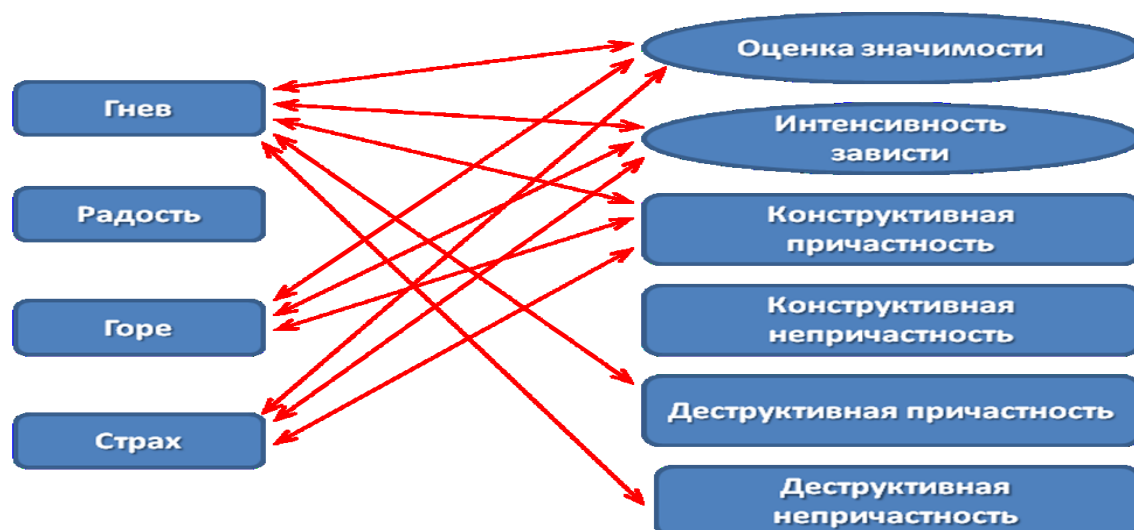 Гнев
Радость
Горе
Страх
Оценка значимости
Интенсивность
зависти
Конструктивная
причастность
Конструктивная
непричастность
Деструктивная причастность
Деструктивная
непричастность